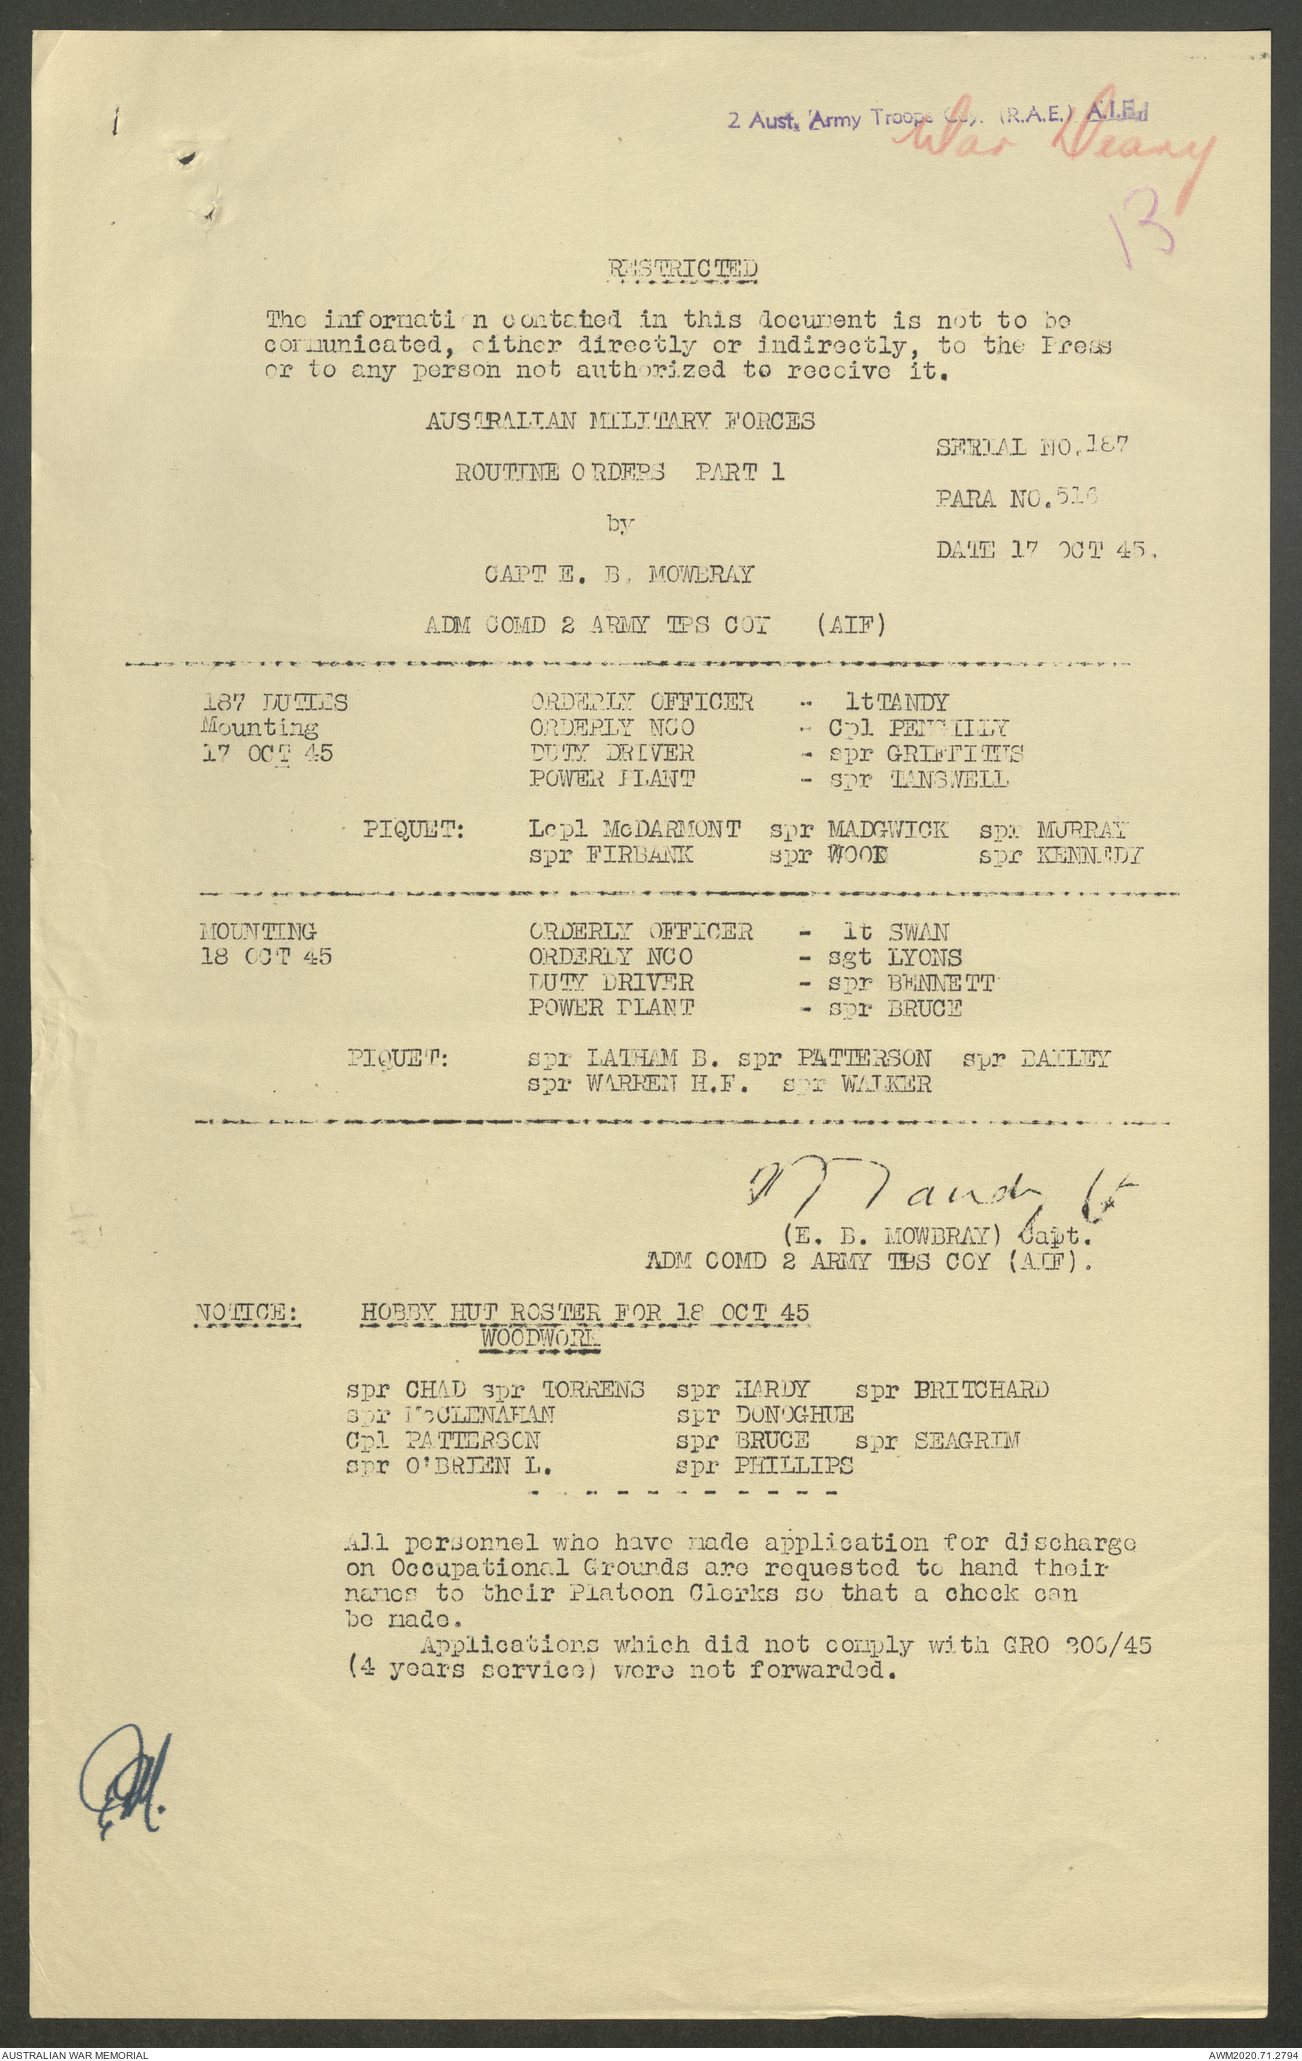 1
2 Aust. Army Troops Coy. (R.A.E.) A.I.F.
War Deary
13
RESTRICTED
The information contahed in this document is not to be
communicated, either directly or indirectly, to the Press
or to any person not authorized to receive it.
AUSTRALIAN MILITARY FORCES
SERIAL NO.187
ROUTINE ORDERS PART 1
PARA NO.516
by
DATE 17 OCT 45.
CAPT E. B. MOWBRAY
ADM COMD 2 ARMY TPS COY (AIF)
187 DUTIES ORDERLY OFFICER - ltTANDY
Mounting ORDERLY NCO - Cpl PENGILLY
17 OCT 45 DUTY DRIVER - spr GRIFFITHS
POWER PLANT - spr TANSWELL
PIQUET: Lcpl McDARMONT spr MADGWICK spr MURRAY
spr FIRBANK spr WOOD spr KENNEDY
MOUNTING ORDERLY OFFICER - lt SWAN
18 OCT 45 ORDERLY NCO - sgt LYONS
DUTY DRIVER - spr BENNETT
POWER PLANT - spr BRUCE
PIQUET: spr LATHAM B. spr PATTERSON spr BAILEY
spr WARREN H.F. spr WALKER
Tandy Lt
(E. B. MOWBRAY) Capt.
ADM COMD 2 ARMY TPS COY (AIF).
NOTICE: HOBBY HUT ROSTER FOR 18 OCT 45
WOODWORK
spr CHAD spr TORRENS spr HARDY spr BRITCHARD
spr McCLENAHAN spr DONOGHUE
Cpl PATTERSON spr BRUCE spr SEAGRIM
spr O'BRIEN L. spr PHILLIPS
All personnel who have made application for discharge
on Occupational Grounds are requested to hand their
names to their Platoon Clerks so that a check can
be made.
Applications which did not comply with GRO 306/45
(4 years service) were not forwarded.
AUSTRALIAN WAR MEMORIAL
AWM2020.71.2794